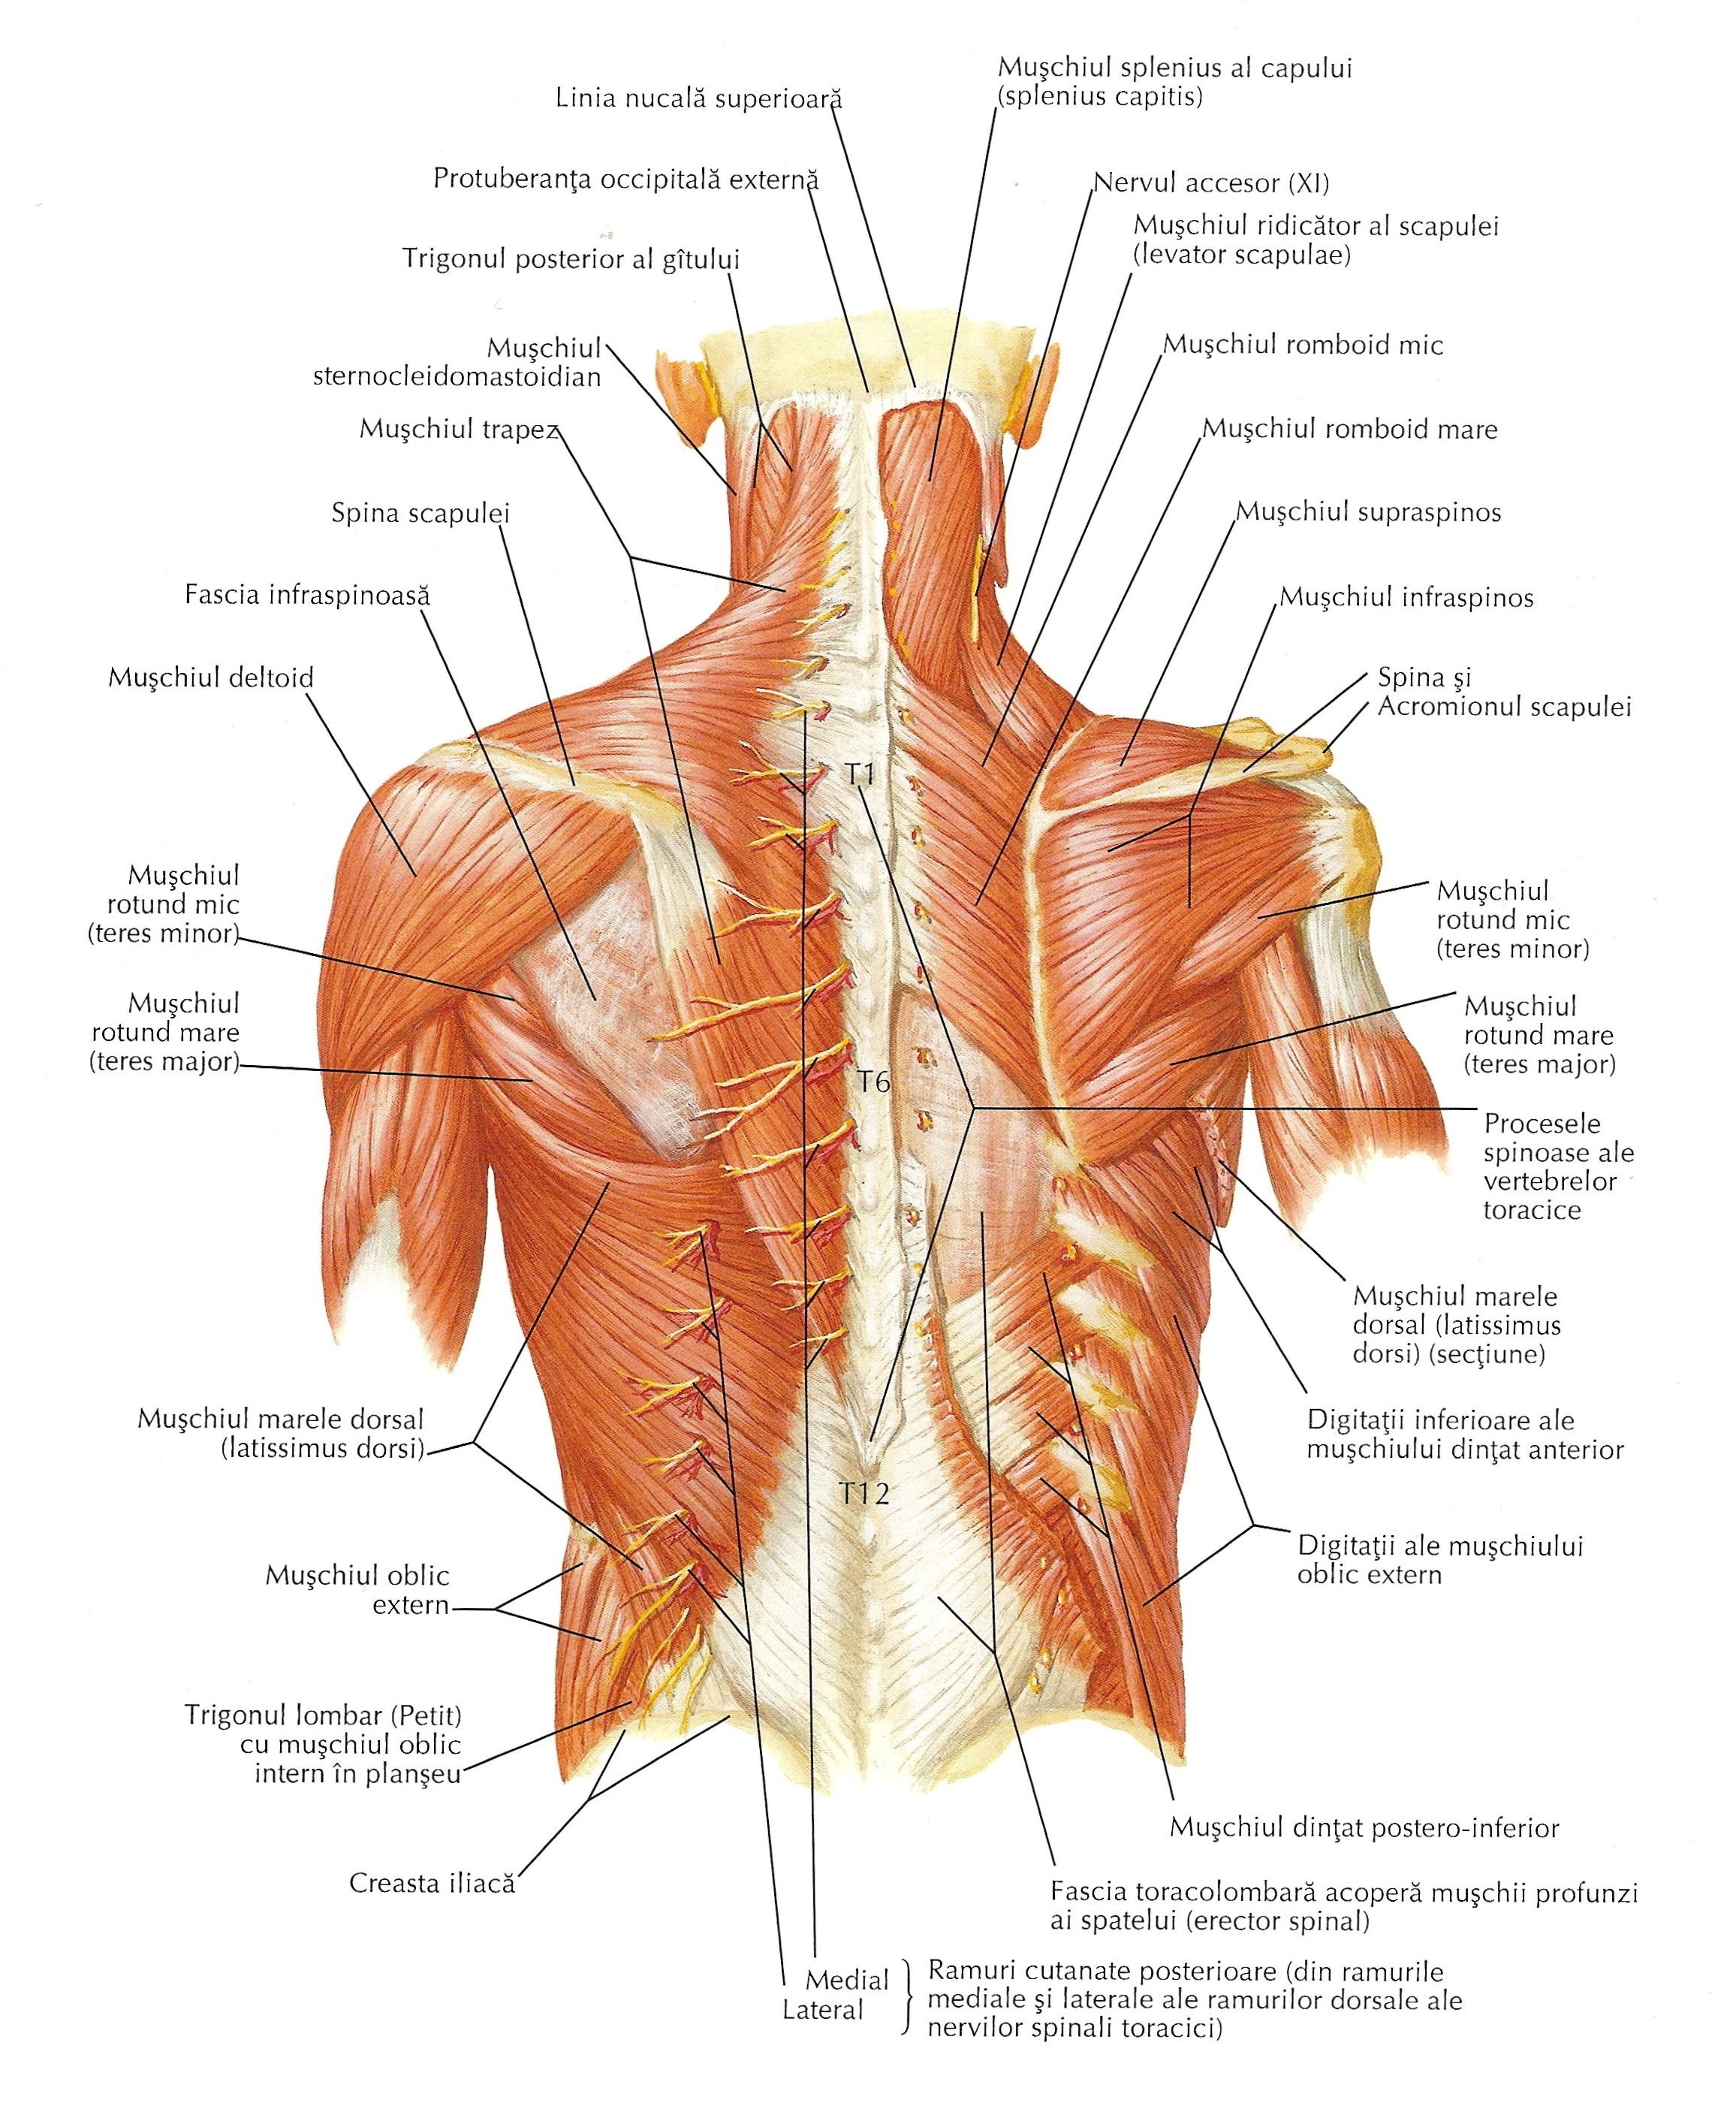 Muşchiul splenius al capului
(splenius capitis)
Linia nucală superioară
Protuberanţa occipitală externă
Nervul accesor (XI)
Muşchiul ridicător al scapulei
(levator scapulae)
Trigonul posterior al gîtului
Muşchiul
sternocleidomastoidian
Muşchiul romboid mic
Muşchiul trapez
Muşchiul romboid mare
Spina scapulei
Muşchiul supraspinos
Fascia infraspinoasă
Muşchiul infraspinos
Muşchiul deltoid
Spina şi
Acromionul scapulei
T1
Muşchiul
rotund mic
(teres minor)
Muşchiul
rotund mic
(teres minor)
Muşchiul
rotund mare
(teres major)
Muşchiul
rotund mare
(teres major)
T6
Procesele
spinoase ale
vertebrelor
toracice
Muşchiul marele
dorsal (latissimus
dorsi) (secţiune)
Muşchiul marele dorsal
(latissimus dorsi)
Digitaţii inferioare ale
muşchiului dinţat anterior
T12
Digitaţii ale muşchiului
oblic extern
Muşchiul oblic
extern
Trigonul lombar (Petit)
cu muşchiul oblic
intern în planşeu
Muşchiul dinţat postero-inferior
Creasta iliacă
Fascia toracolombară acoperă muşchii profunzi
ai spatelui (erector spinal)
Medial
Lateral
Ramuri cutanate posterioare (din ramurile
mediale şi laterale ale ramurilor dorsale ale
nervilor spinali toracici)